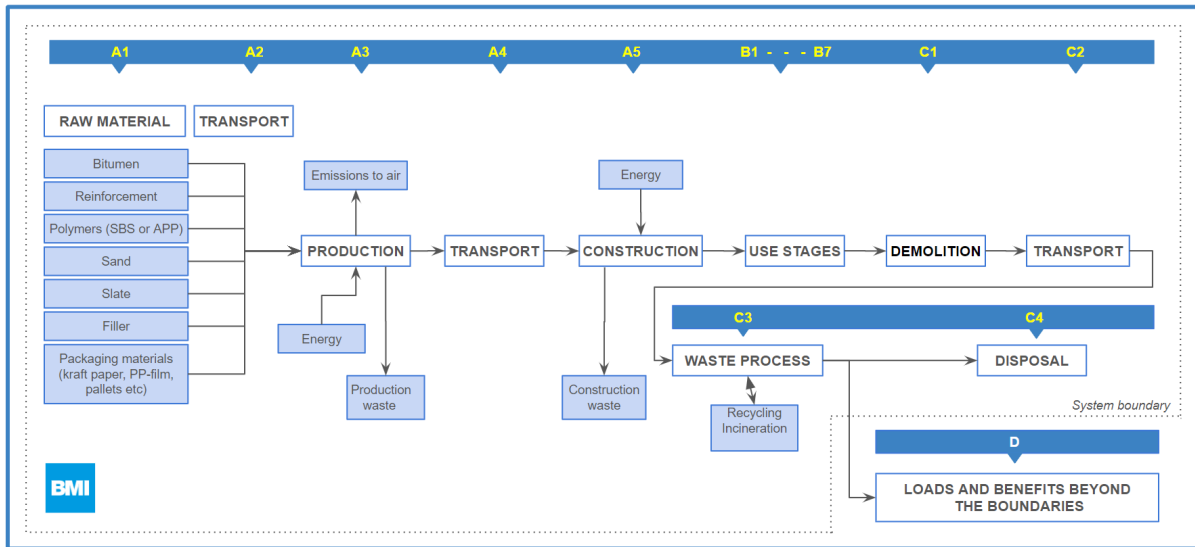 A1
A2
A3
A4
A5
B1 - - - B7
C1
C2
RAW MATERIAL
TRANSPORT
Bitumen
Reinforcement
Polymers (SBS or APP)
Sand
Slate
Filler
Packaging materials
(kraft paper, PP-film,
pallets etc)
Emissions to air
PRODUCTION
Energy
Production
waste
TRANSPORT
Energy
CONSTRUCTION
Construction
waste
USE STAGES
DEMOLITION
TRANSPORT
C3
C4
WASTE PROCESS
DISPOSAL
Recycling
Incineration
System boundary
D
LOADS AND BENEFITS BEYOND
THE BOUNDARIES
BMI